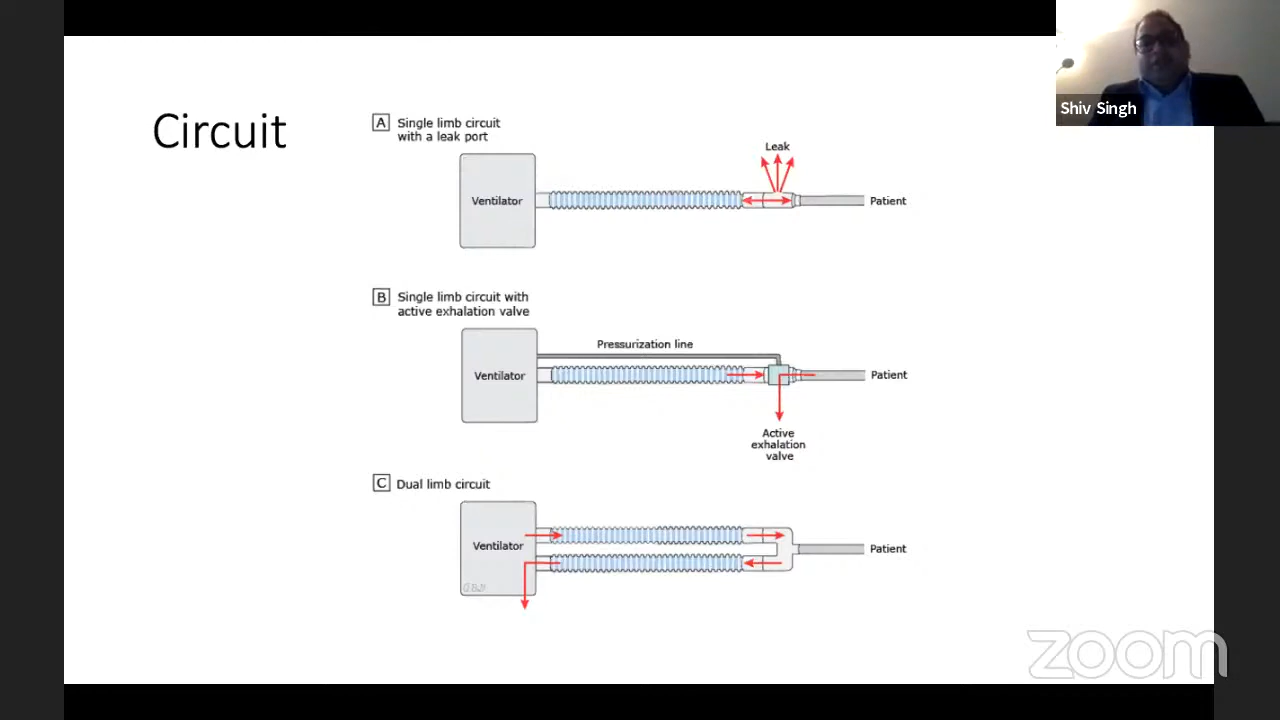 Circuit
A Single limb circuit
with a leak port
Leak
Ventilator
Patient
B Single limb circuit with
active exhalation valve
Pressurization line
Ventilator
Patient
Active
exhalation
valve
C Dual limb circuit
Ventilator
Patient
Shiv Singh
zoom